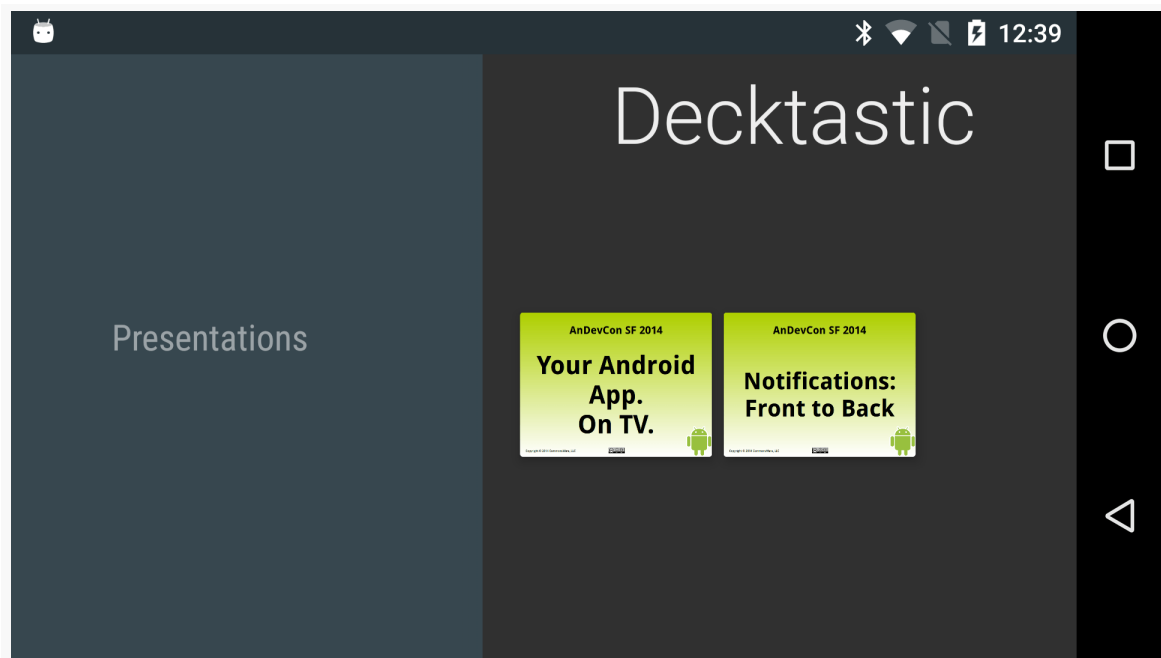 12:39
Decktastic
Presentations
AnDevCon SF 2014
Your Android
App.
On TV.
AnDevCon SF 2014
Notifications:
Front to Back